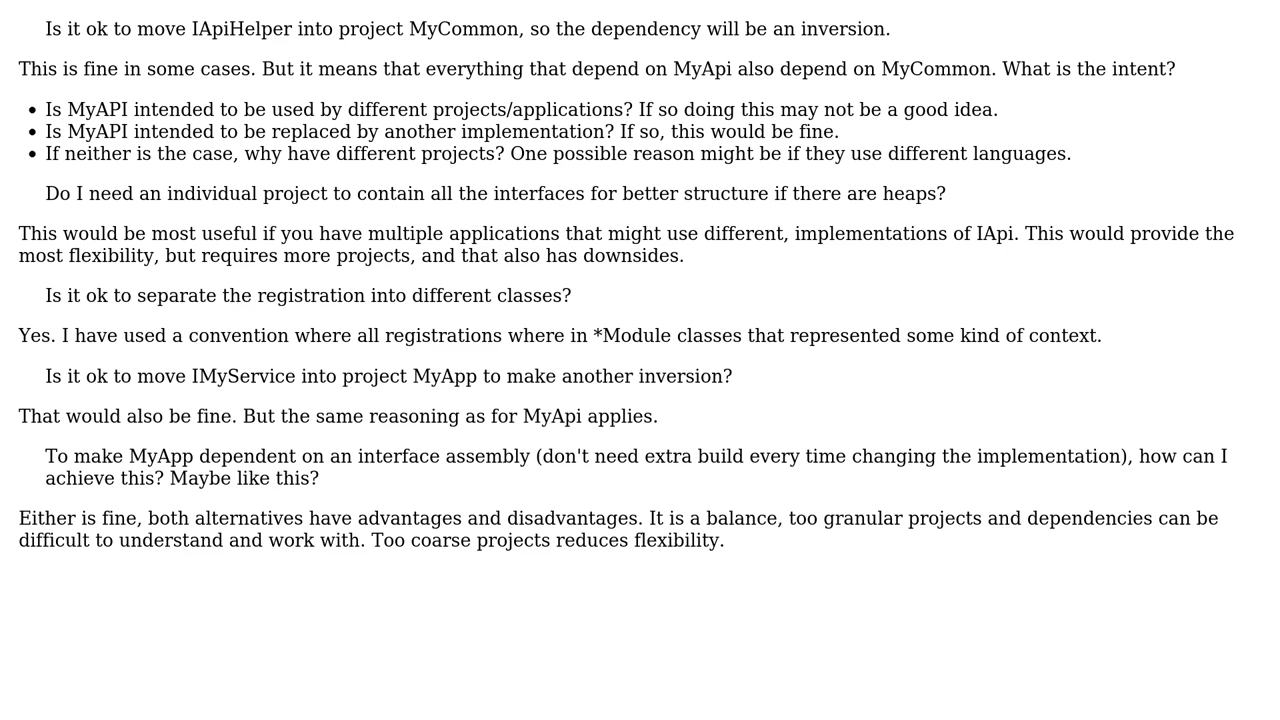 Is it ok to move IApiHelper into project MyCommon, so the dependency will be an inversion.
This is fine in some cases. But it means that everything that depend on MyApi also depend on MyCommon. What is the intent?
• Is MyAPI intended to be used by different projects/applications? If so doing this may not be a good idea.
• Is MyAPI intended to be replaced by another implementation? If so, this would be fine.
• If neither is the case, why have different projects? One possible reason might be if they use different languages.
Do I need an individual project to contain all the interfaces for better structure if there are heaps?
This would be most useful if you have multiple applications that might use different, implementations of IApi. This would provide the
most flexibility, but requires more projects, and that also has downsides.
Is it ok to separate the registration into different classes?
Yes. I have used a convention where all registrations where in *Module classes that represented some kind of context.
Is it ok to move IMyService into project MyApp to make another inversion?
That would also be fine. But the same reasoning as for MyApi applies.
To make MyApp dependent on an interface assembly (don't need extra build every time changing the implementation), how can I
achieve this? Maybe like this?
Either is fine, both alternatives have advantages and disadvantages. It is a balance, too granular projects and dependencies can be
difficult to understand and work with. Too coarse projects reduces flexibility.